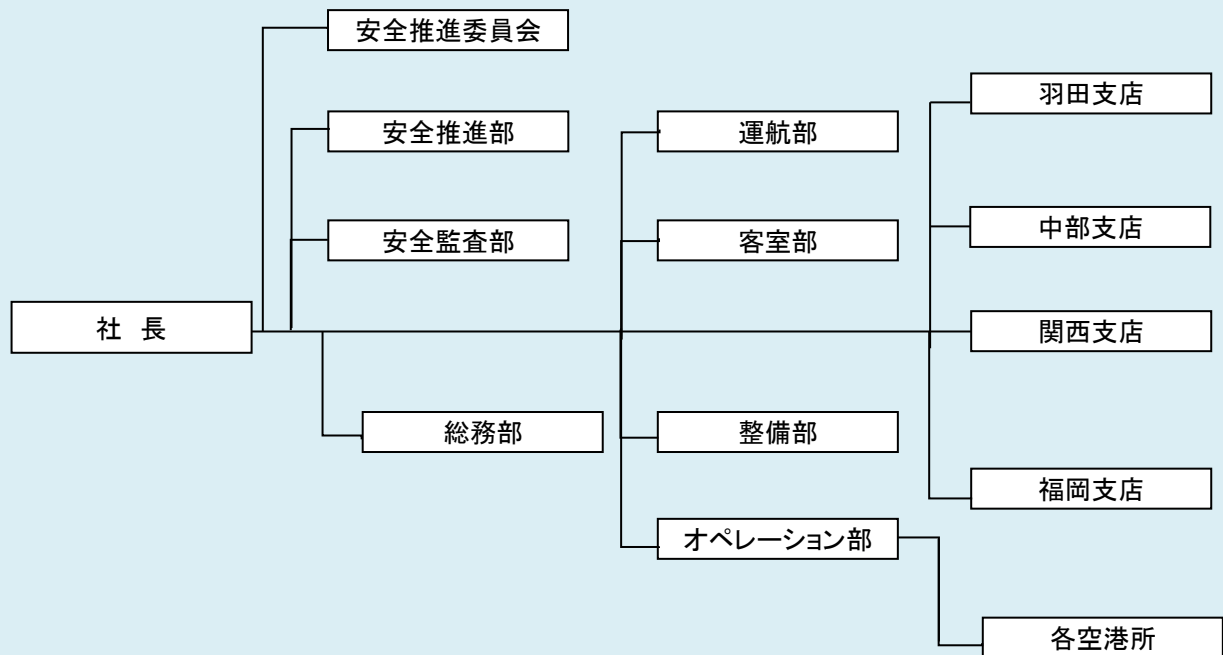 安全推進委員会
安全推進部
安全監査部
社 長
総務部
運航部
客室部
整備部
オペレーション部
羽田支店
中部支店
関西支店
福岡支店
各空港所